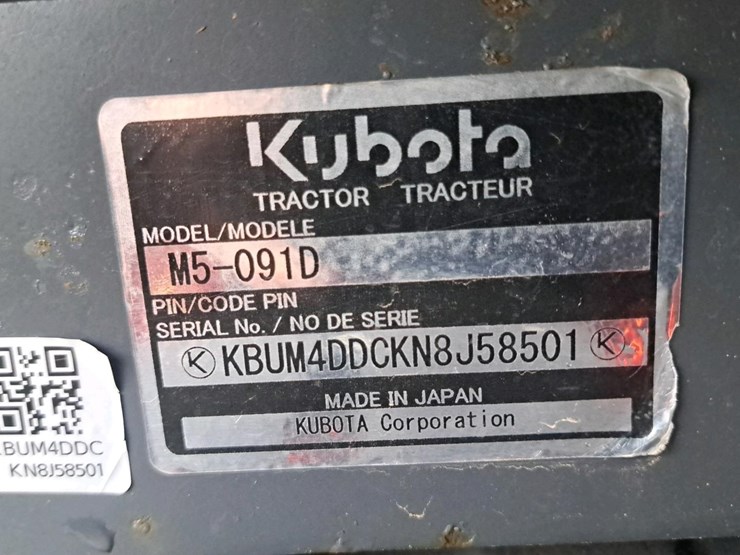 Kubota
TRACTOR TRACTEUR
MODEL/MODELE
M5-091D
PIN/CODE PIN
SERIAL No. / NO DE SERIE
K KBUM4DDCKN8J58501 K
MADE IN JAPAN
KUBOTA Corporation
BUM4DDC
KN8J58501